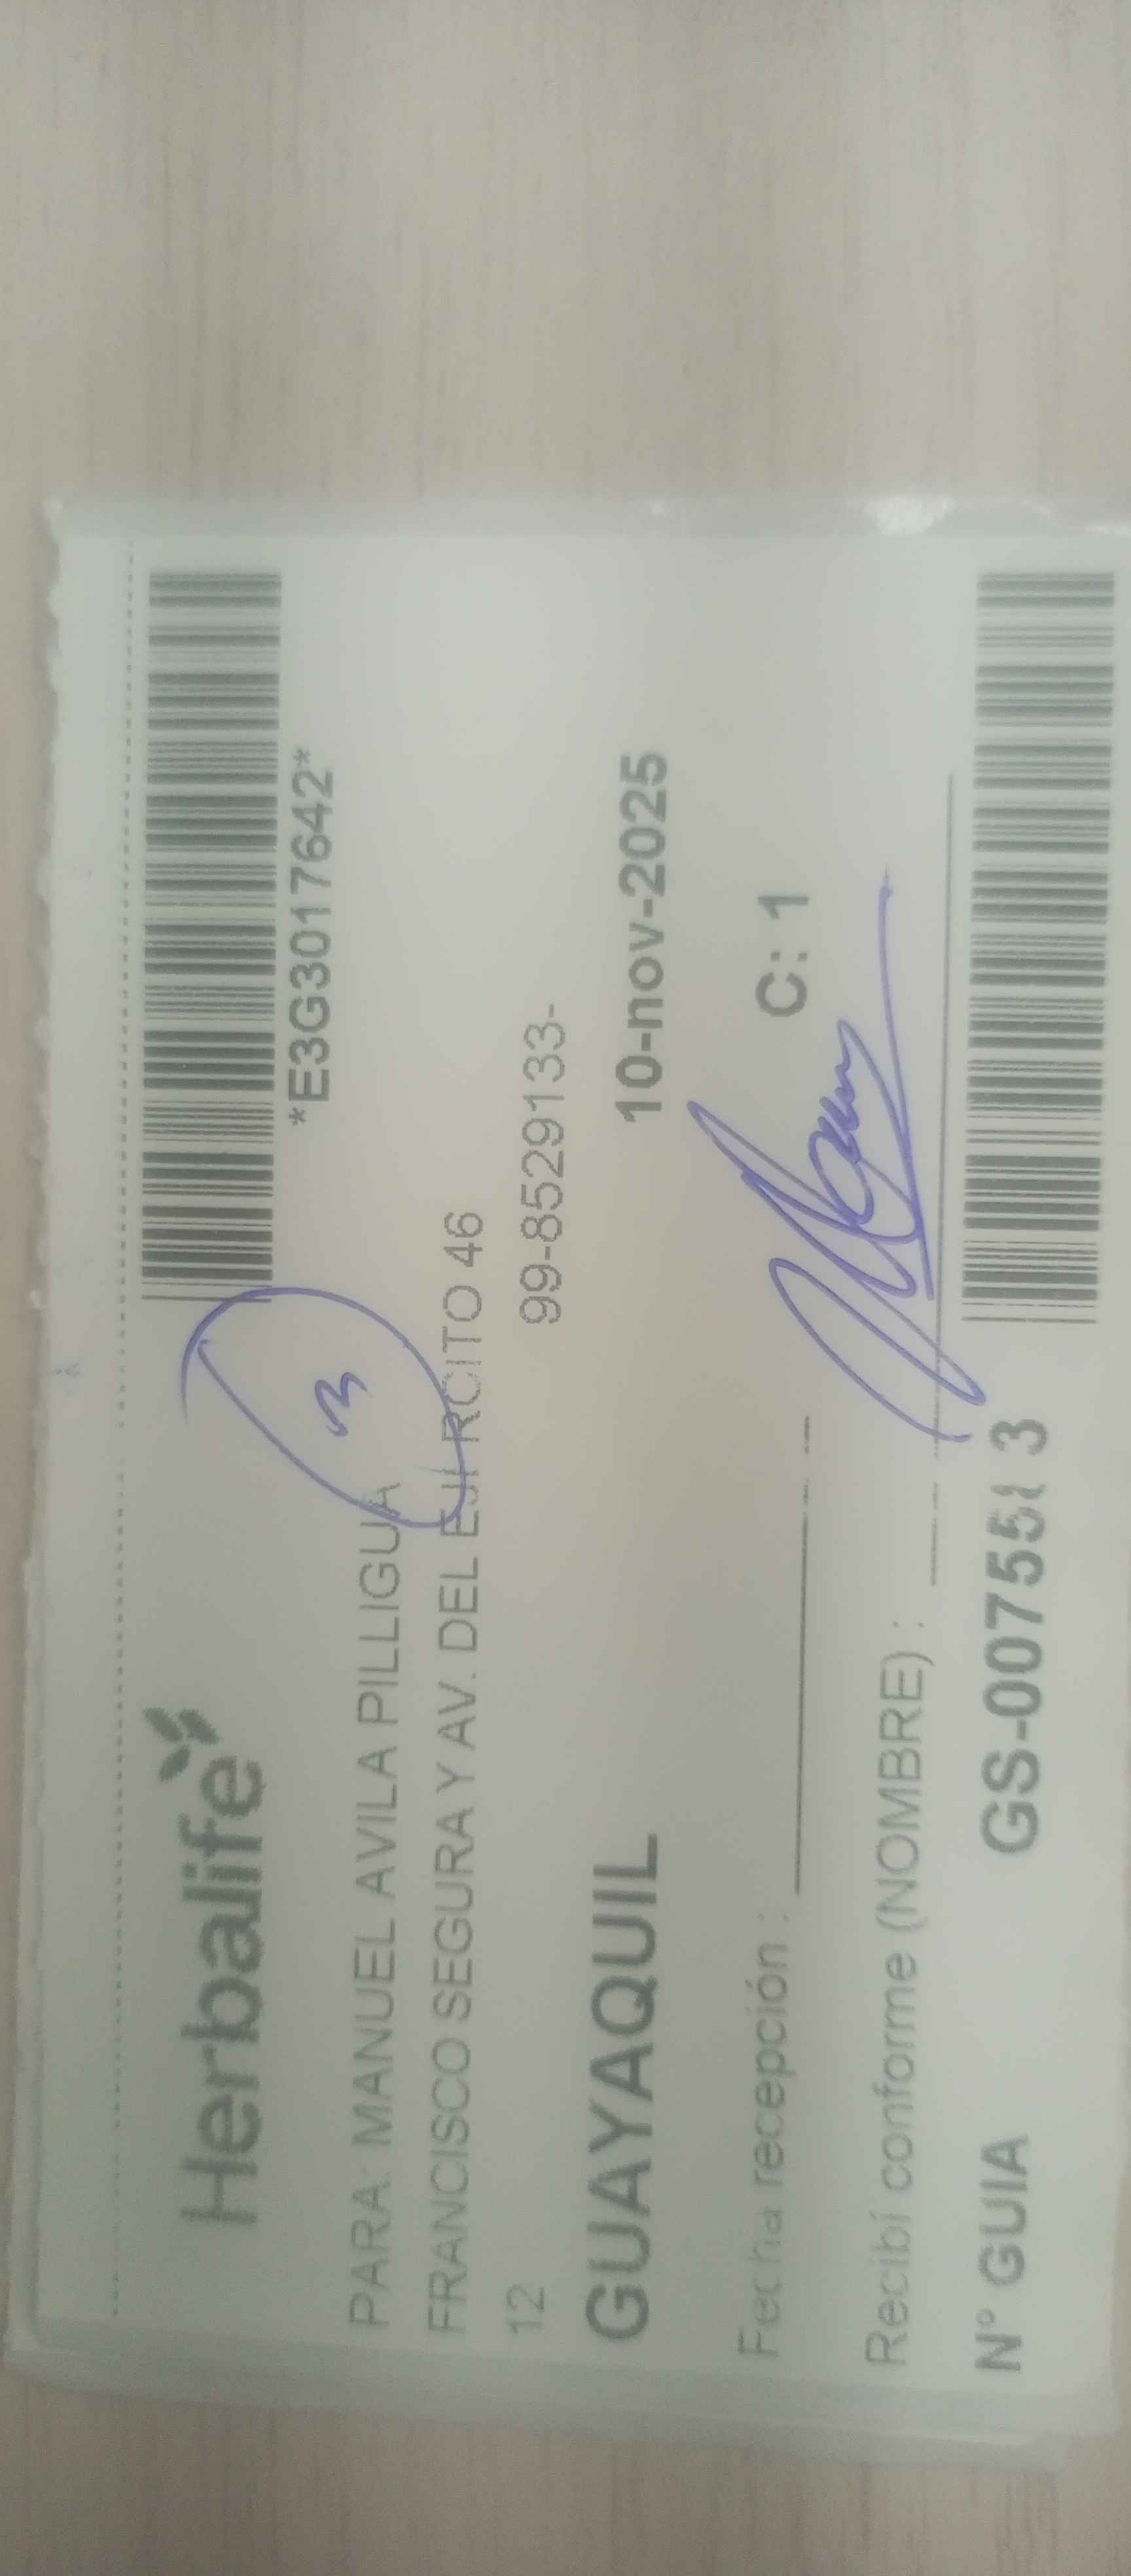 Herbalife
*E3G3017642*
3
PARA: MANUEL AVILA PILLIGUA
FRANCISCO SEGURA Y AV. DEL EJERCITO 46
12
99-8529133-
GUAYAQUIL
10-nov-2025
Fecha recepción :
C: 1
Recibí conforme (NOMBRE) :
N° GUIA